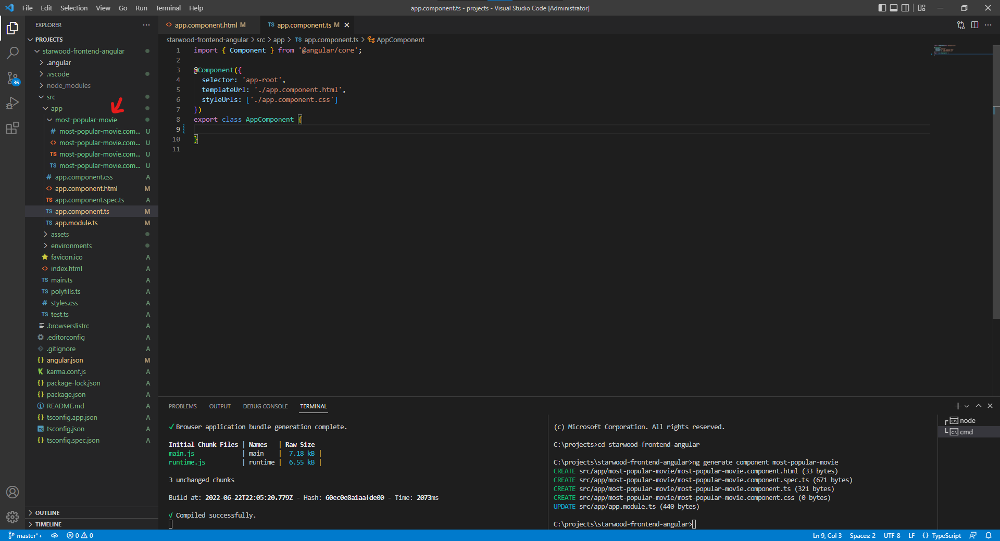 File Edit Selection View Go Run Terminal Help
app.component.ts - projects - Visual Studio Code [Administrator]
EXPLORER
PROJECTS
starwood-frontend-angular
.angular
.vscode
node_modules
src
app
most-popular-movie
# most-popular-movie.com... U
<> most-popular-movie.com... U
TS most-popular-movie.com... U
TS most-popular-movie.com... U
# app.component.css A
<> app.component.html M
TS app.component.spec.ts A
TS app.component.ts M
TS app.module.ts M
assets
environments
favicon.ico A
<> index.html A
TS main.ts A
TS polyfills.ts A
# styles.css A
TS test.ts A
.browserslistrc A
.editorconfig A
.gitignore A
{} angular.json M
K karma.conf.js A
{} package-lock.json A
{} package.json A
README.md A
{} tsconfig.app.json A
TS tsconfig.json A
{} tsconfig.spec.json A
OUTLINE
TIMELINE
36
<> app.component.html M
TS app.component.ts M
starwood-frontend-angular > src > app > TS app.component.ts > AppComponent
1 import { Component } from '@angular/core';
2
3 @Component({
4 selector: 'app-root',
5 templateUrl: './app.component.html',
6 styleUrls: ['./app.component.css']
7 })
8 export class AppComponent {
9
10 }
11
PROBLEMS OUTPUT DEBUG CONSOLE TERMINAL
✓ Browser application bundle generation complete.
Initial Chunk Files | Names | Raw Size
main.js | main | 7.18 kB |
runtime.js | runtime | 6.55 kB |
3 unchanged chunks
Build at: 2022-06-22T22:05:20.779Z - Hash: 60ec0e8a1aafde00 - Time: 2073ms
√ Compiled successfully.
(c) Microsoft Corporation. All rights reserved.
C:\projects>cd starwood-frontend-angular
C:\projects\starwood-frontend-angular>ng generate component most-popular-movie
CREATE src/app/most-popular-movie/most-popular-movie.component.html (33 bytes)
CREATE src/app/most-popular-movie/most-popular-movie.component.spec.ts (671 bytes)
CREATE src/app/most-popular-movie/most-popular-movie.component.ts (321 bytes)
CREATE src/app/most-popular-movie/most-popular-movie.component.css (0 bytes)
UPDATE src/app/app.module.ts (440 bytes)
C:\projects\starwood-frontend-angular>
node
cmd
master*+ 0 0
Ln 9, Col 3 Spaces: 2 UTF-8 LF {} TypeScript